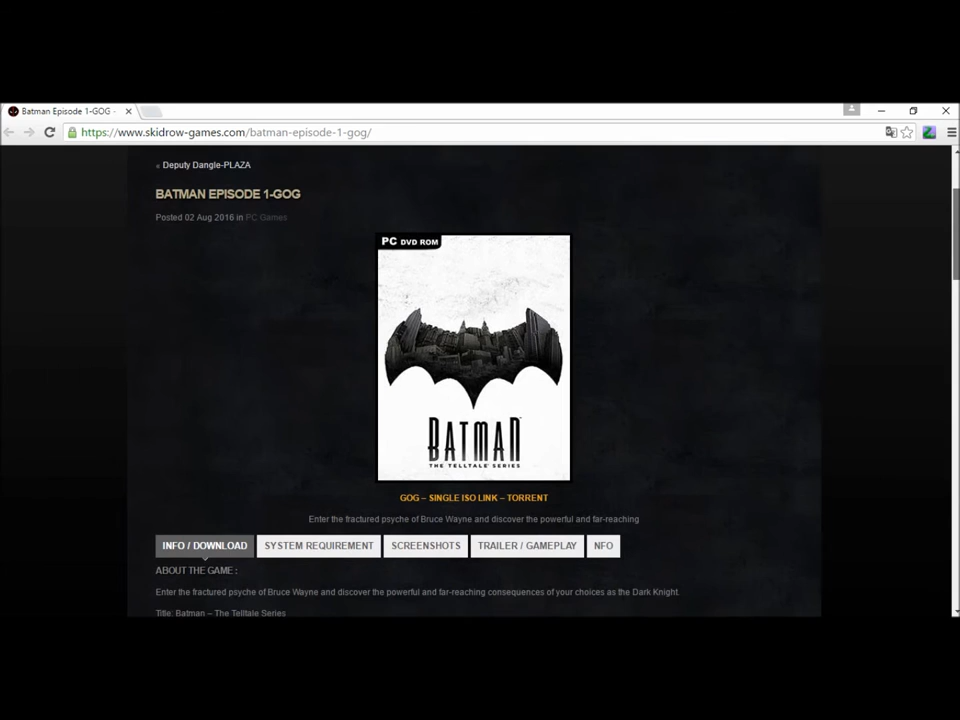 Batman Episode 1-GOG -
https://www.skidrow-games.com/batman-episode-1-gog/
« Deputy Dangle-PLAZA
BATMAN EPISODE 1-GOG
Posted 02 Aug 2016 in PC Games
PC DVD ROM
BATMAN
THE TELLTALE SERIES
GOG – SINGLE ISO LINK – TORRENT
Enter the fractured psyche of Bruce Wayne and discover the powerful and far-reaching
INFO / DOWNLOAD SYSTEM REQUIREMENT SCREENSHOTS TRAILER / GAMEPLAY NFO
ABOUT THE GAME :
Enter the fractured psyche of Bruce Wayne and discover the powerful and far-reaching consequences of your choices as the Dark Knight.
Title: Batman – The Telltale Series